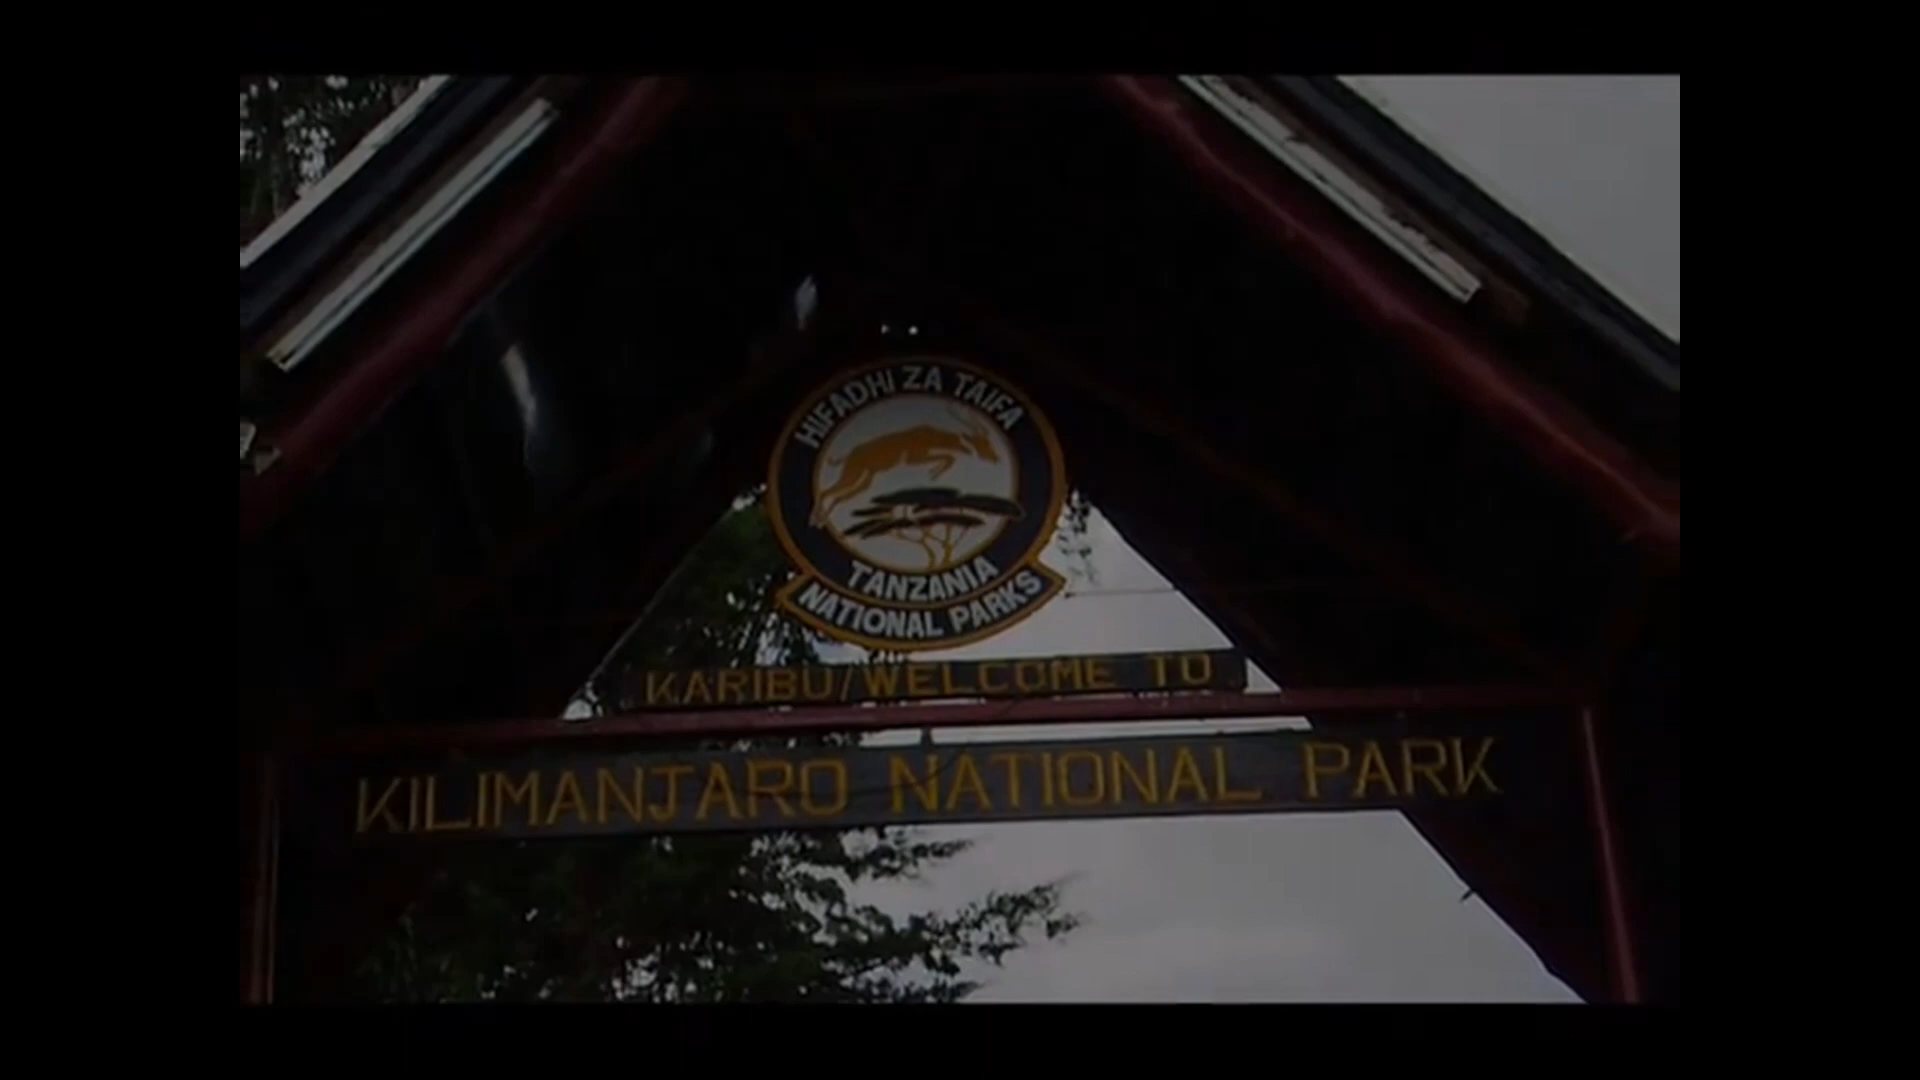 HIFADHI ZA TAIFA
TANZANIA
NATIONAL PARKS
KARIBU/WELCOME TO
KILIMANJARO NATIONAL PARK